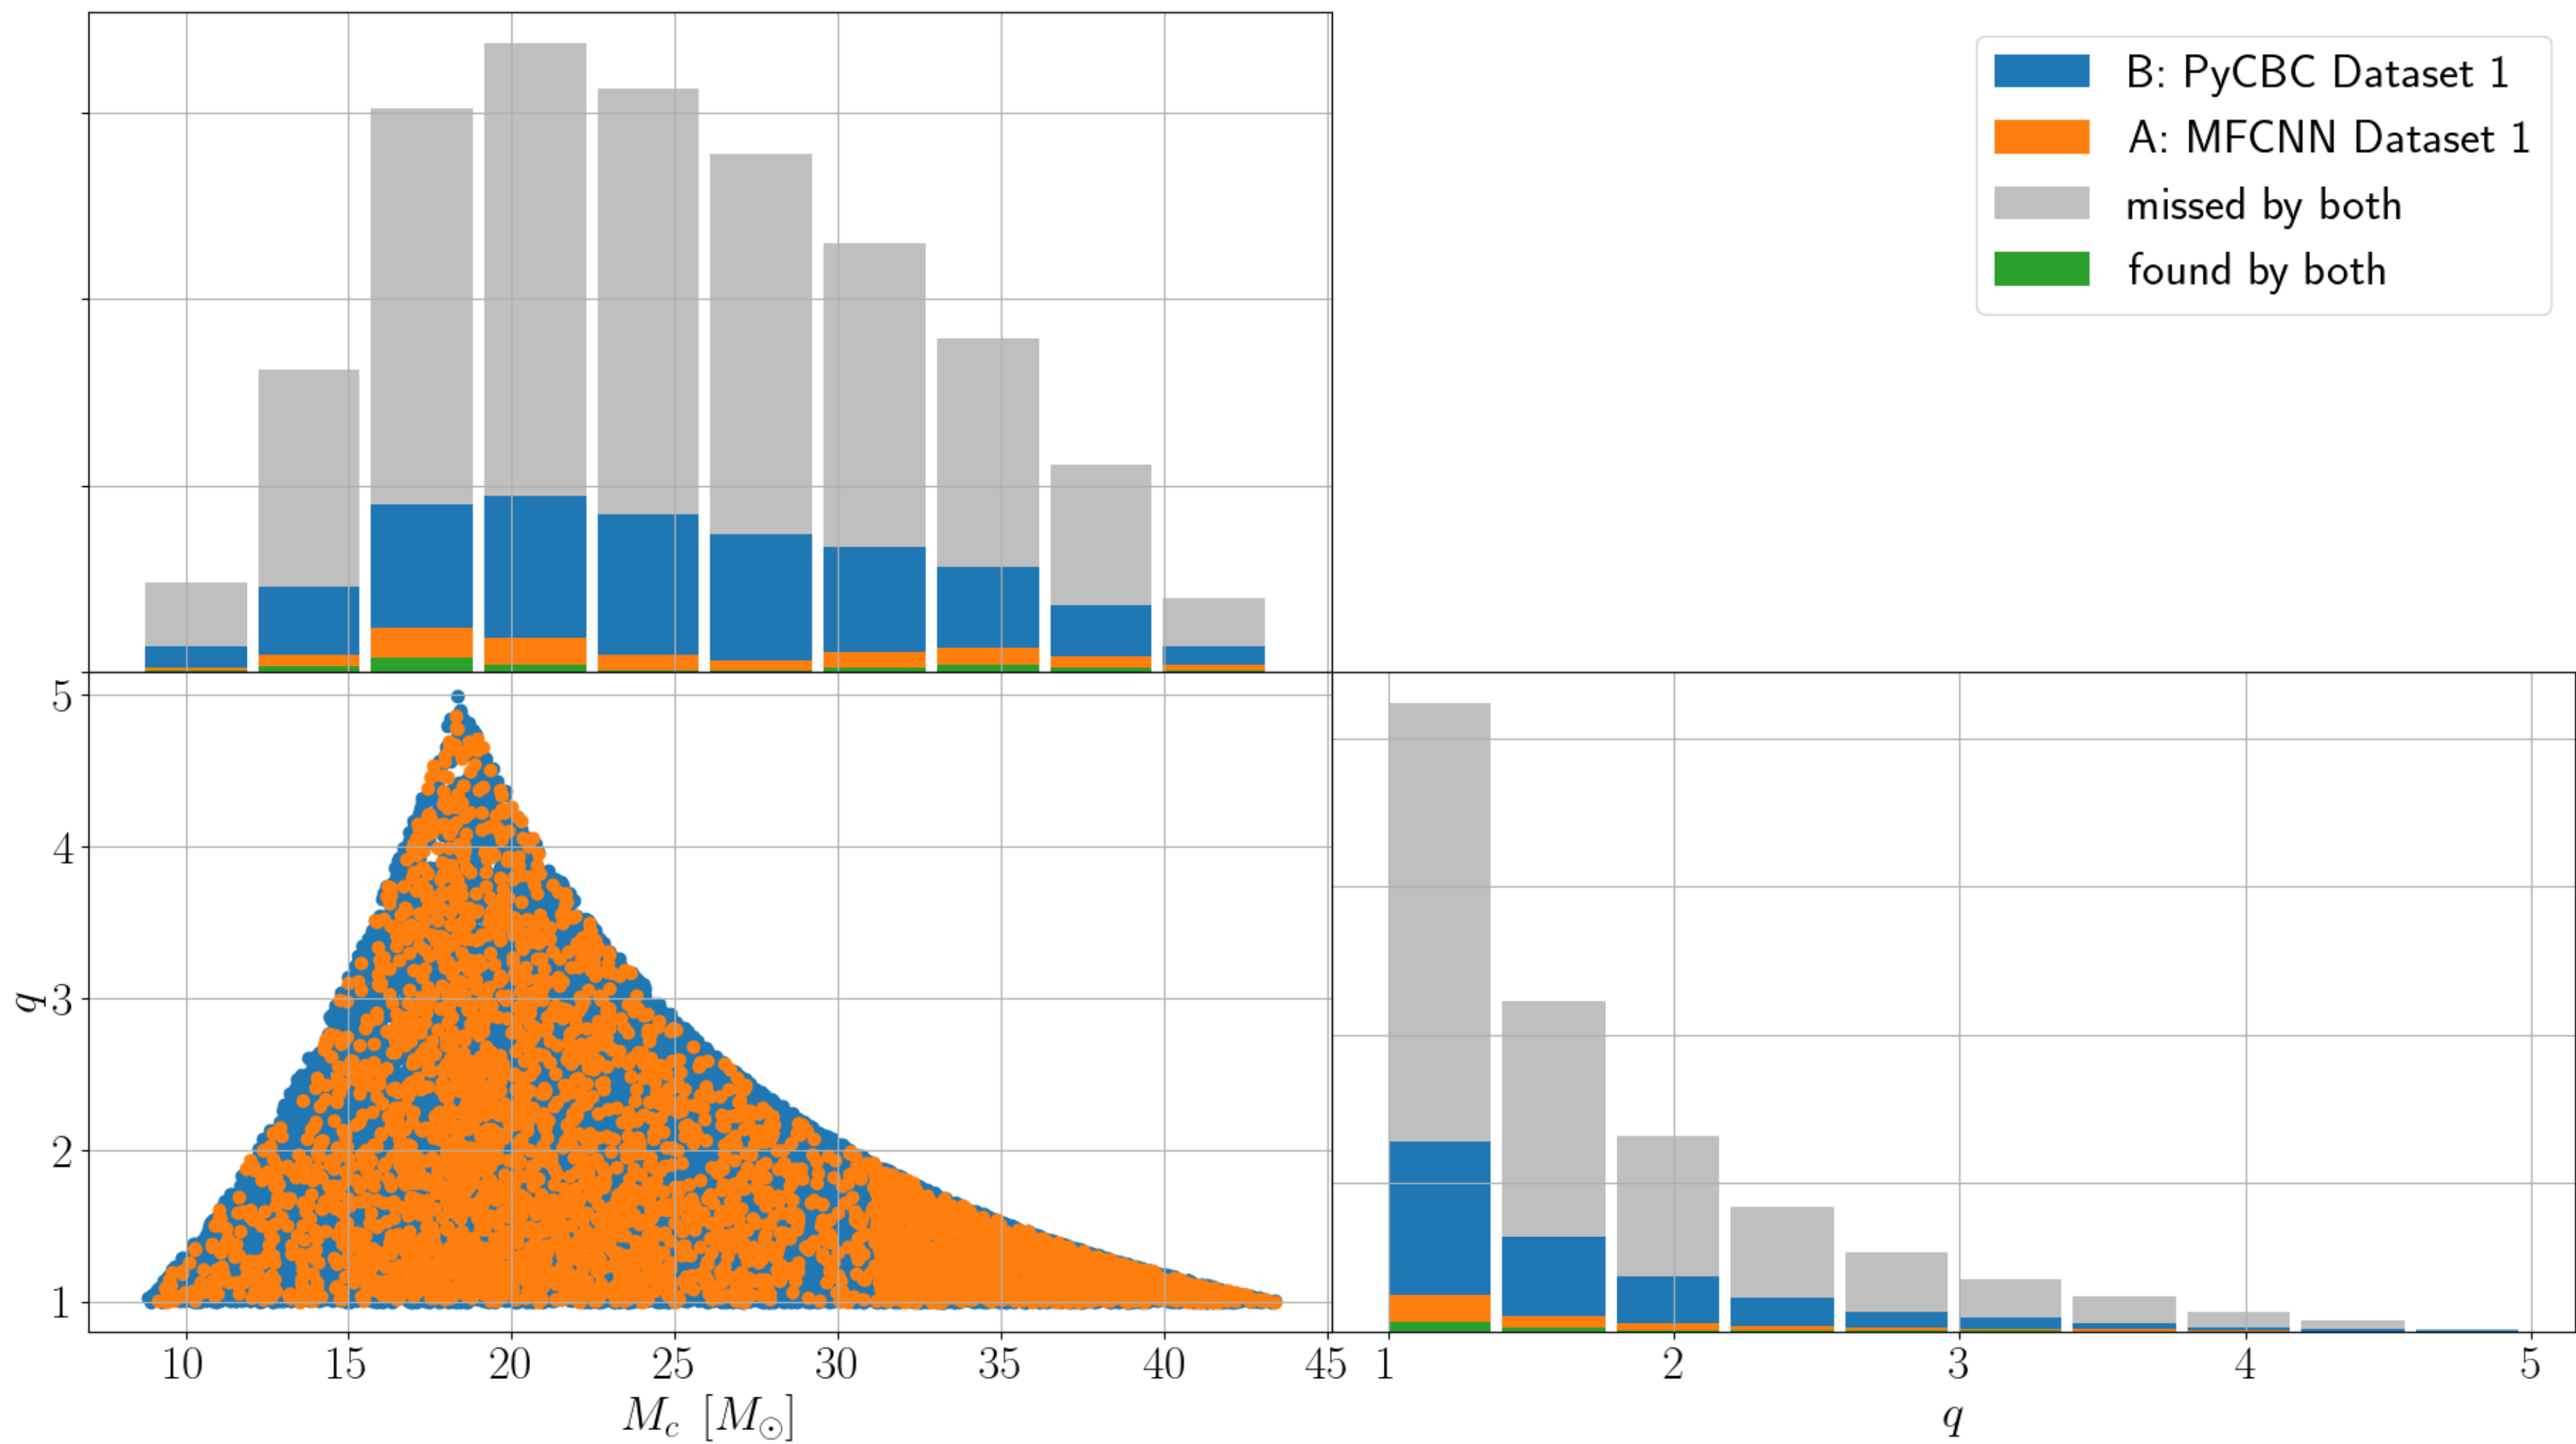 B: PyCBC Dataset 1
A: MFCNN Dataset 1
missed by both
found by both
5
4
3
2
1
q
10 15 20 25 30 35 40 45
M_c [M_⊙]
1 2 3 4 5
q